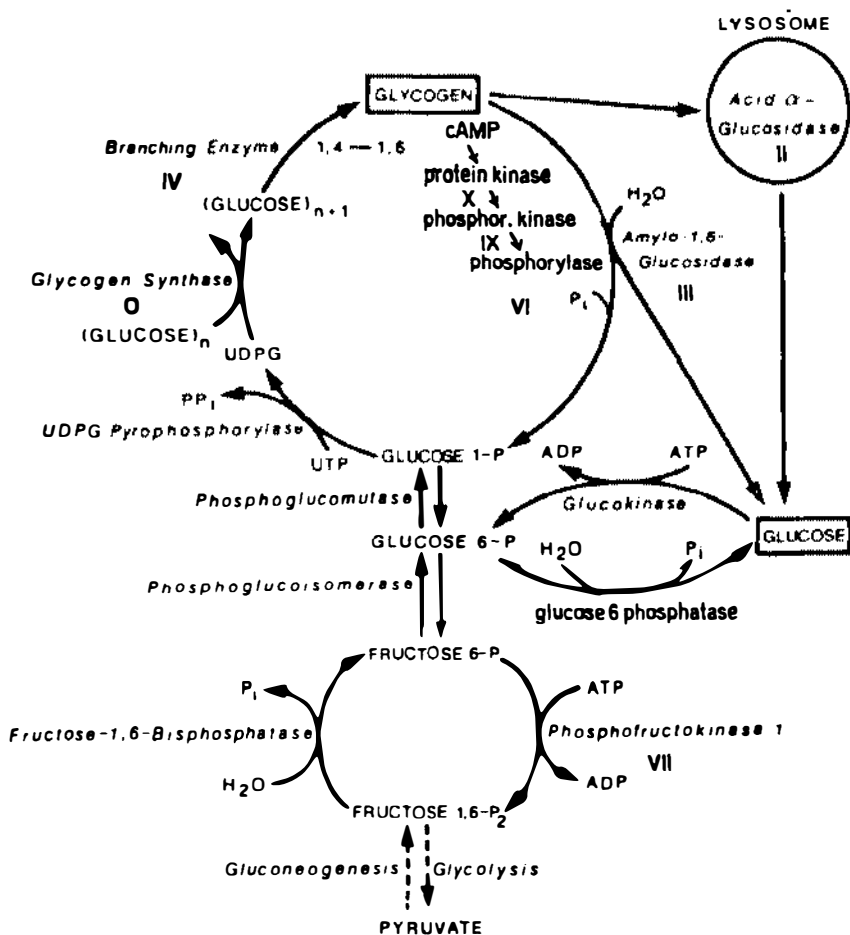 LYSOSOME
GLYCOGEN
Acid α-
Glucosidase
II
cAMP
Branching Enzyme
1,4 — 1,6
IV
protein kinase
X
(GLUCOSE)n+1
H2O
phosphor. kinase
IX
Amylo-1,6-
Glucosidase
phosphorylase
III
Glycogen Synthase
O
VI
Pi
(GLUCOSE)n
UDPG
PPi
UDPG Pyrophosphorylase
UTP
GLUCOSE 1-P
ADP
ATP
Phosphoglucomutase
Glucokinase
GLUCOSE 6-P
GLUCOSE
H2O
Pi
Phosphoglucoisomerase
glucose 6 phosphatase
FRUCTOSE 6-P
Pi
ATP
Fructose-1,6-Bisphosphatase
Phosphofructokinase 1
VII
H2O
ADP
FRUCTOSE 1,6-P2
Gluconeogenesis
Glycolysis
PYRUVATE